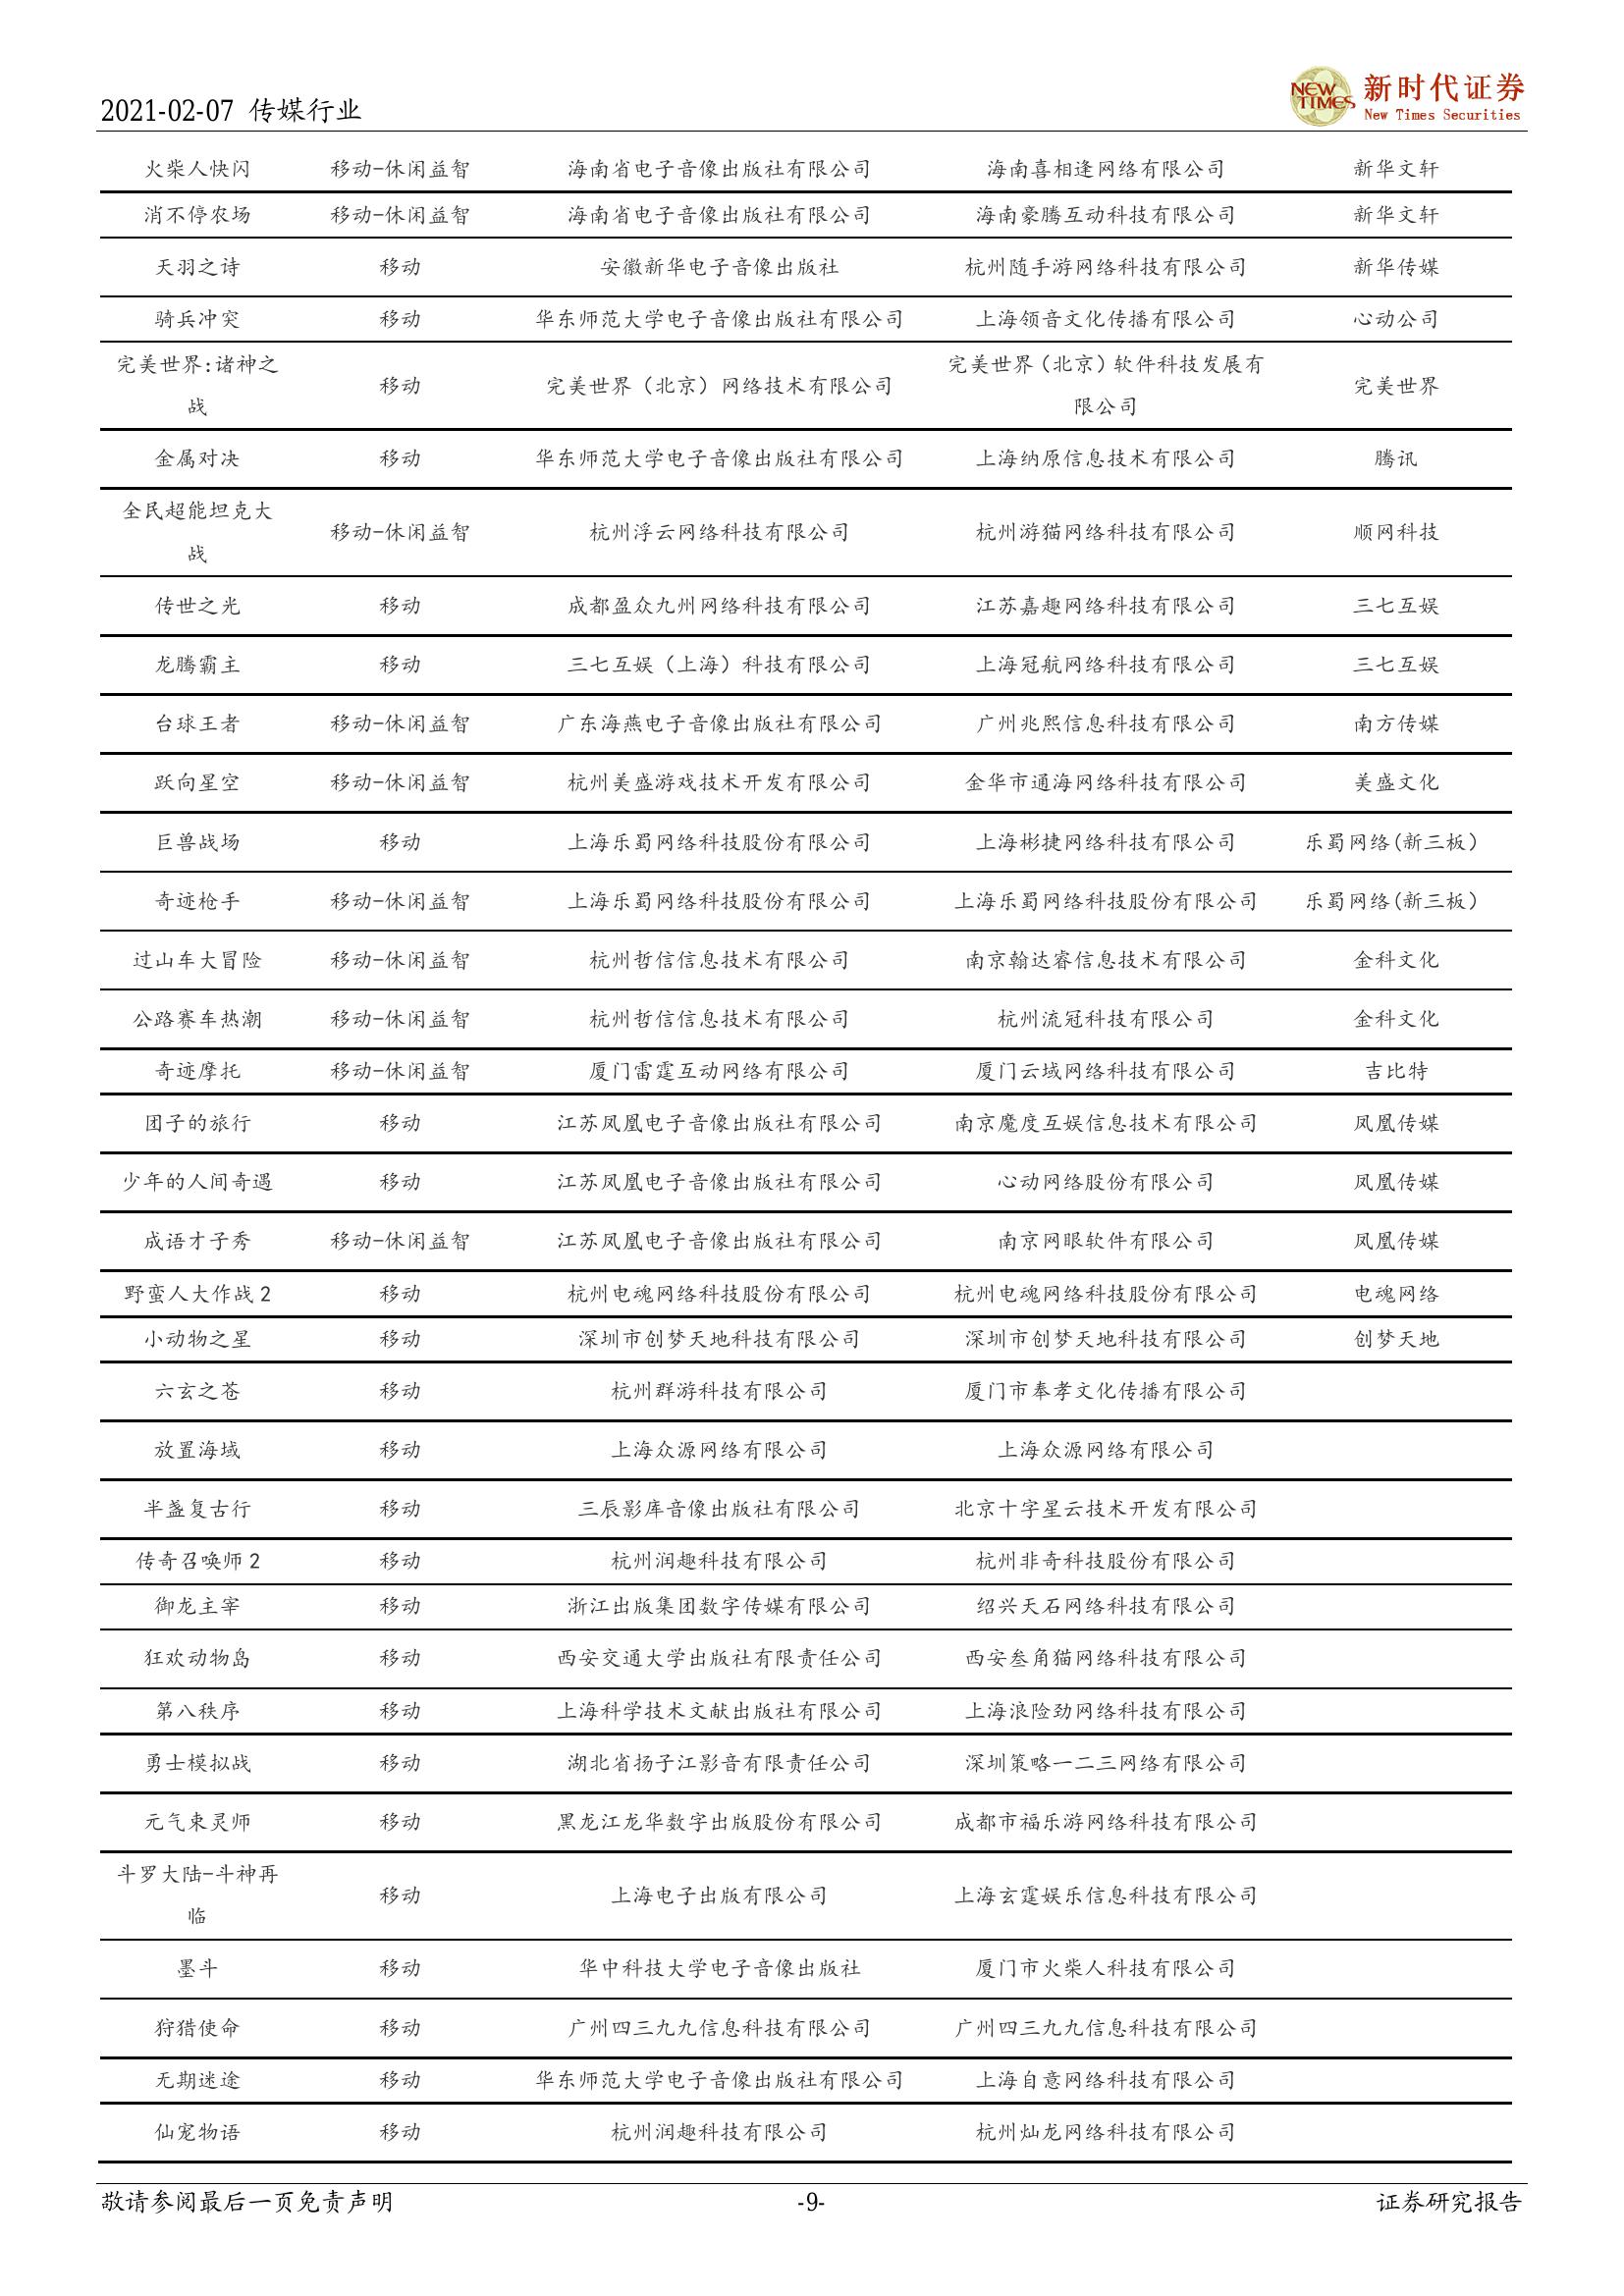 2021-02-07 传媒行业
NEW TIMES 新时代证券
New Times Securities
火柴人快闪 移动-休闲益智 海南省电子音像出版社有限公司 海南喜相逢网络有限公司 新华文轩
消不停农场 移动-休闲益智 海南省电子音像出版社有限公司 海南豪腾互动科技有限公司 新华文轩
天羽之诗 移动 安徽新华电子音像出版社 杭州随手游网络科技有限公司 新华传媒
骑兵冲突 移动 华东师范大学电子音像出版社有限公司 上海领音文化传播有限公司 心动公司
完美世界:诸神之
战 移动 完美世界（北京）网络技术有限公司 完美世界（北京）软件科技发展有
限公司 完美世界
金属对决 移动 华东师范大学电子音像出版社有限公司 上海纳原信息技术有限公司 腾讯
全民超能坦克大
战 移动-休闲益智 杭州浮云网络科技有限公司 杭州游猫网络科技有限公司 顺网科技
传世之光 移动 成都盈众九州网络科技有限公司 江苏嘉趣网络科技有限公司 三七互娱
龙腾霸主 移动 三七互娱（上海）科技有限公司 上海冠航网络科技有限公司 三七互娱
台球王者 移动-休闲益智 广东海燕电子音像出版社有限公司 广州兆熙信息科技有限公司 南方传媒
跃向星空 移动-休闲益智 杭州美盛游戏技术开发有限公司 金华市通海网络科技有限公司 美盛文化
巨兽战场 移动 上海乐蜀网络科技股份有限公司 上海彬捷网络科技有限公司 乐蜀网络(新三板）
奇迹枪手 移动-休闲益智 上海乐蜀网络科技股份有限公司 上海乐蜀网络科技股份有限公司 乐蜀网络(新三板）
过山车大冒险 移动-休闲益智 杭州哲信信息技术有限公司 南京翰达睿信息技术有限公司 金科文化
公路赛车热潮 移动-休闲益智 杭州哲信信息技术有限公司 杭州流冠科技有限公司 金科文化
奇迹摩托 移动-休闲益智 厦门雷霆互动网络有限公司 厦门云域网络科技有限公司 吉比特
团子的旅行 移动 江苏凤凰电子音像出版社有限公司 南京魔度互娱信息技术有限公司 凤凰传媒
少年的人间奇遇 移动 江苏凤凰电子音像出版社有限公司 心动网络股份有限公司 凤凰传媒
成语才子秀 移动-休闲益智 江苏凤凰电子音像出版社有限公司 南京网眼软件有限公司 凤凰传媒
野蛮人大作战 2 移动 杭州电魂网络科技股份有限公司 杭州电魂网络科技股份有限公司 电魂网络
小动物之星 移动 深圳市创梦天地科技有限公司 深圳市创梦天地科技有限公司 创梦天地
六玄之苍 移动 杭州群游科技有限公司 厦门市奉孝文化传播有限公司
放置海域 移动 上海众源网络有限公司 上海众源网络有限公司
半盏复古行 移动 三辰影库音像出版社有限公司 北京十字星云技术开发有限公司
传奇召唤师 2 移动 杭州润趣科技有限公司 杭州非奇科技股份有限公司
御龙主宰 移动 浙江出版集团数字传媒有限公司 绍兴天石网络科技有限公司
狂欢动物岛 移动 西安交通大学出版社有限责任公司 西安叁角猫网络科技有限公司
第八秩序 移动 上海科学技术文献出版社有限公司 上海浪险劲网络科技有限公司
勇士模拟战 移动 湖北省扬子江影音有限责任公司 深圳策略一二三网络有限公司
元气束灵师 移动 黑龙江龙华数字出版股份有限公司 成都市福乐游网络科技有限公司
斗罗大陆-斗神再
临 移动 上海电子出版有限公司 上海玄霆娱乐信息科技有限公司
墨斗 移动 华中科技大学电子音像出版社 厦门市火柴人科技有限公司
狩猎使命 移动 广州四三九九信息科技有限公司 广州四三九九信息科技有限公司
无期迷途 移动 华东师范大学电子音像出版社有限公司 上海自意网络科技有限公司
仙宠物语 移动 杭州润趣科技有限公司 杭州灿龙网络科技有限公司
敬请参阅最后一页免责声明 -9- 证券研究报告